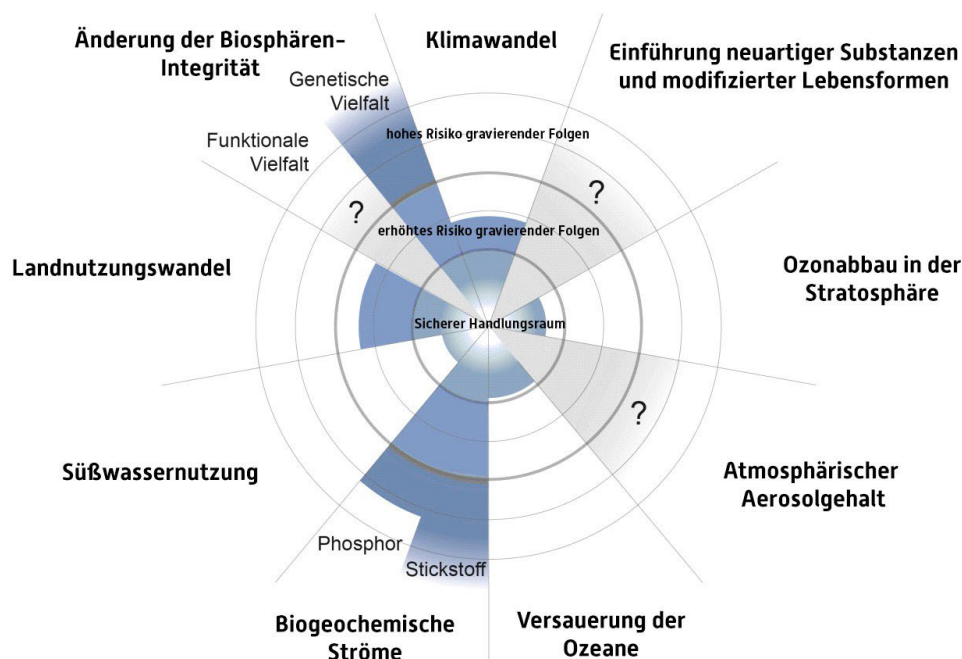 Änderung der Biosphären-
Integrität
Klimawandel
Einführung neuartiger Substanzen
und modifizierter Lebensformen
Genetische
Vielfalt
Funktionale
Vielfalt
hohes Risiko gravierender Folgen
?
?
erhöhtes Risiko gravierender Folgen
Landnutzungswandel
Ozonabbau in der
Stratosphäre
Sicherer Handlungsraum
?
Süßwassernutzung
Atmosphärischer
Aerosolgehalt
Phosphor
Stickstoff
Biogeochemische
Ströme
Versauerung der
Ozeane